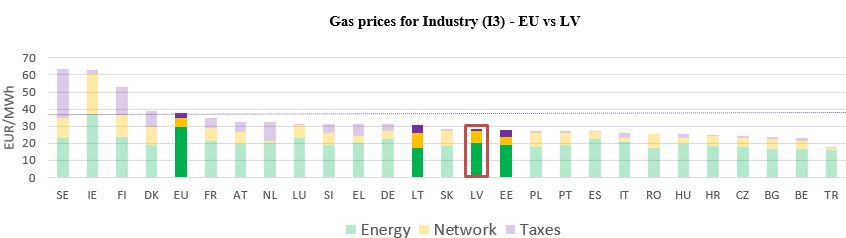 Gas prices for Industry (I3) - EU vs LV
EUR/MWh
70
60
50
40
30
20
10
0
SE IE FI DK EU FR AT NL LU SI EL DE LT SK LV EE PL PT ES IT RO HU HR CZ BG BE TR
Energy Network Taxes